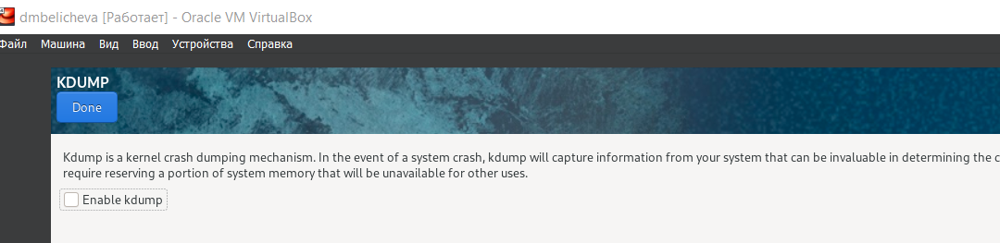 dmbelicheva [Работает] - Oracle VM VirtualBox
Файл Машина Вид Ввод Устройства Справка
KDUMP
Done
Kdump is a kernel crash dumping mechanism. In the event of a system crash, kdump will capture information from your system that can be invaluable in determining the c
require reserving a portion of system memory that will be unavailable for other uses.
Enable kdump